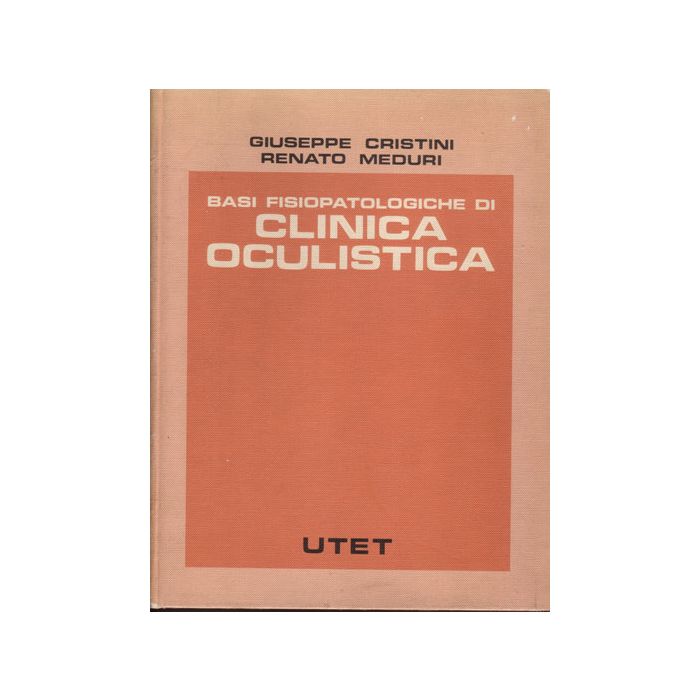 GIUSEPPE CRISTINI
RENATO MEDURI
BASI FISIOPATOLOGICHE DI
CLINICA
OCULISTICA
UTET